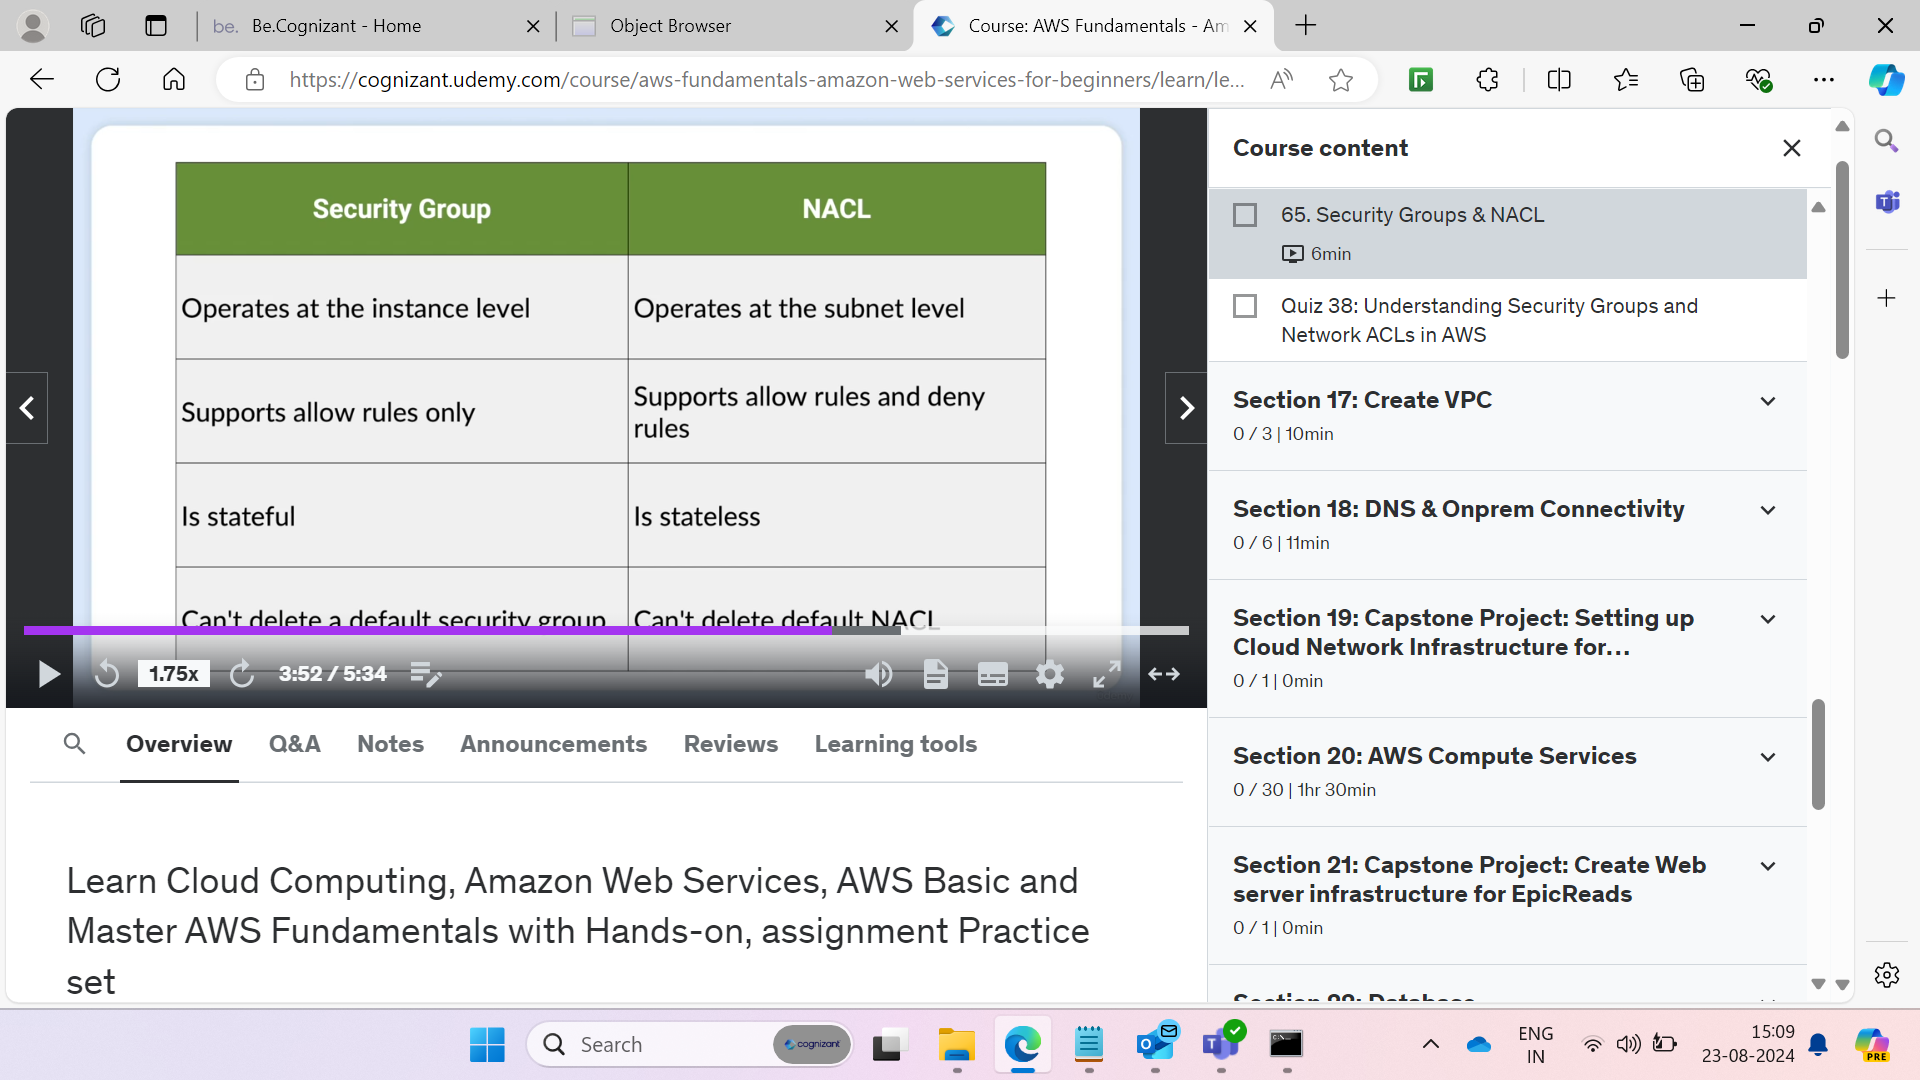 be. Be.Cognizant - Home
Object Browser
Course: AWS Fundamentals - Am
https://cognizant.udemy.com/course/aws-fundamentals-amazon-web-services-for-beginners/learn/le...
Security Group NACL
Operates at the instance level Operates at the subnet level
Supports allow rules only Supports allow rules and deny
rules
Is stateful Is stateless
Can't delete a default security group Can't delete default NACL
1.75x 3:52 / 5:34
Overview Q&A Notes Announcements Reviews Learning tools
Learn Cloud Computing, Amazon Web Services, AWS Basic and
Master AWS Fundamentals with Hands-on, assignment Practice
set
Course content
65. Security Groups & NACL
6min
Quiz 38: Understanding Security Groups and
Network ACLs in AWS
Section 17: Create VPC
0 / 3 | 10min
Section 18: DNS & Onprem Connectivity
0 / 6 | 11min
Section 19: Capstone Project: Setting up
Cloud Network Infrastructure for...
0 / 1 | 0min
Section 20: AWS Compute Services
0 / 30 | 1hr 30min
Section 21: Capstone Project: Create Web
server infrastructure for EpicReads
0 / 1 | 0min
Section 22: Database
Search cognizant
ENG
IN
15:09
23-08-2024
PRE